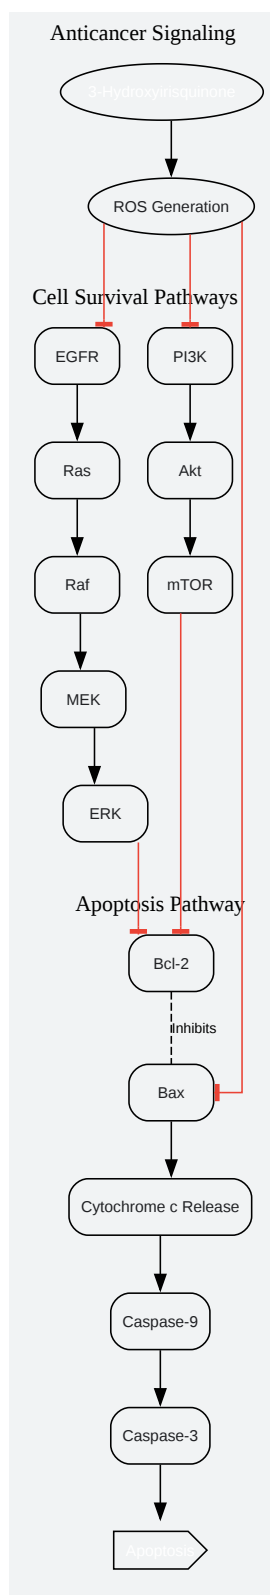 Anticancer Signaling
3-Hydroxyirisquinone
ROS Generation
Cell Survival Pathways
EGFR
PI3K
Ras
Akt
Raf
mTOR
MEK
ERK
Apoptosis Pathway
Bcl-2
Inhibits
Bax
Cytochrome c Release
Caspase-9
Caspase-3
Apoptosis